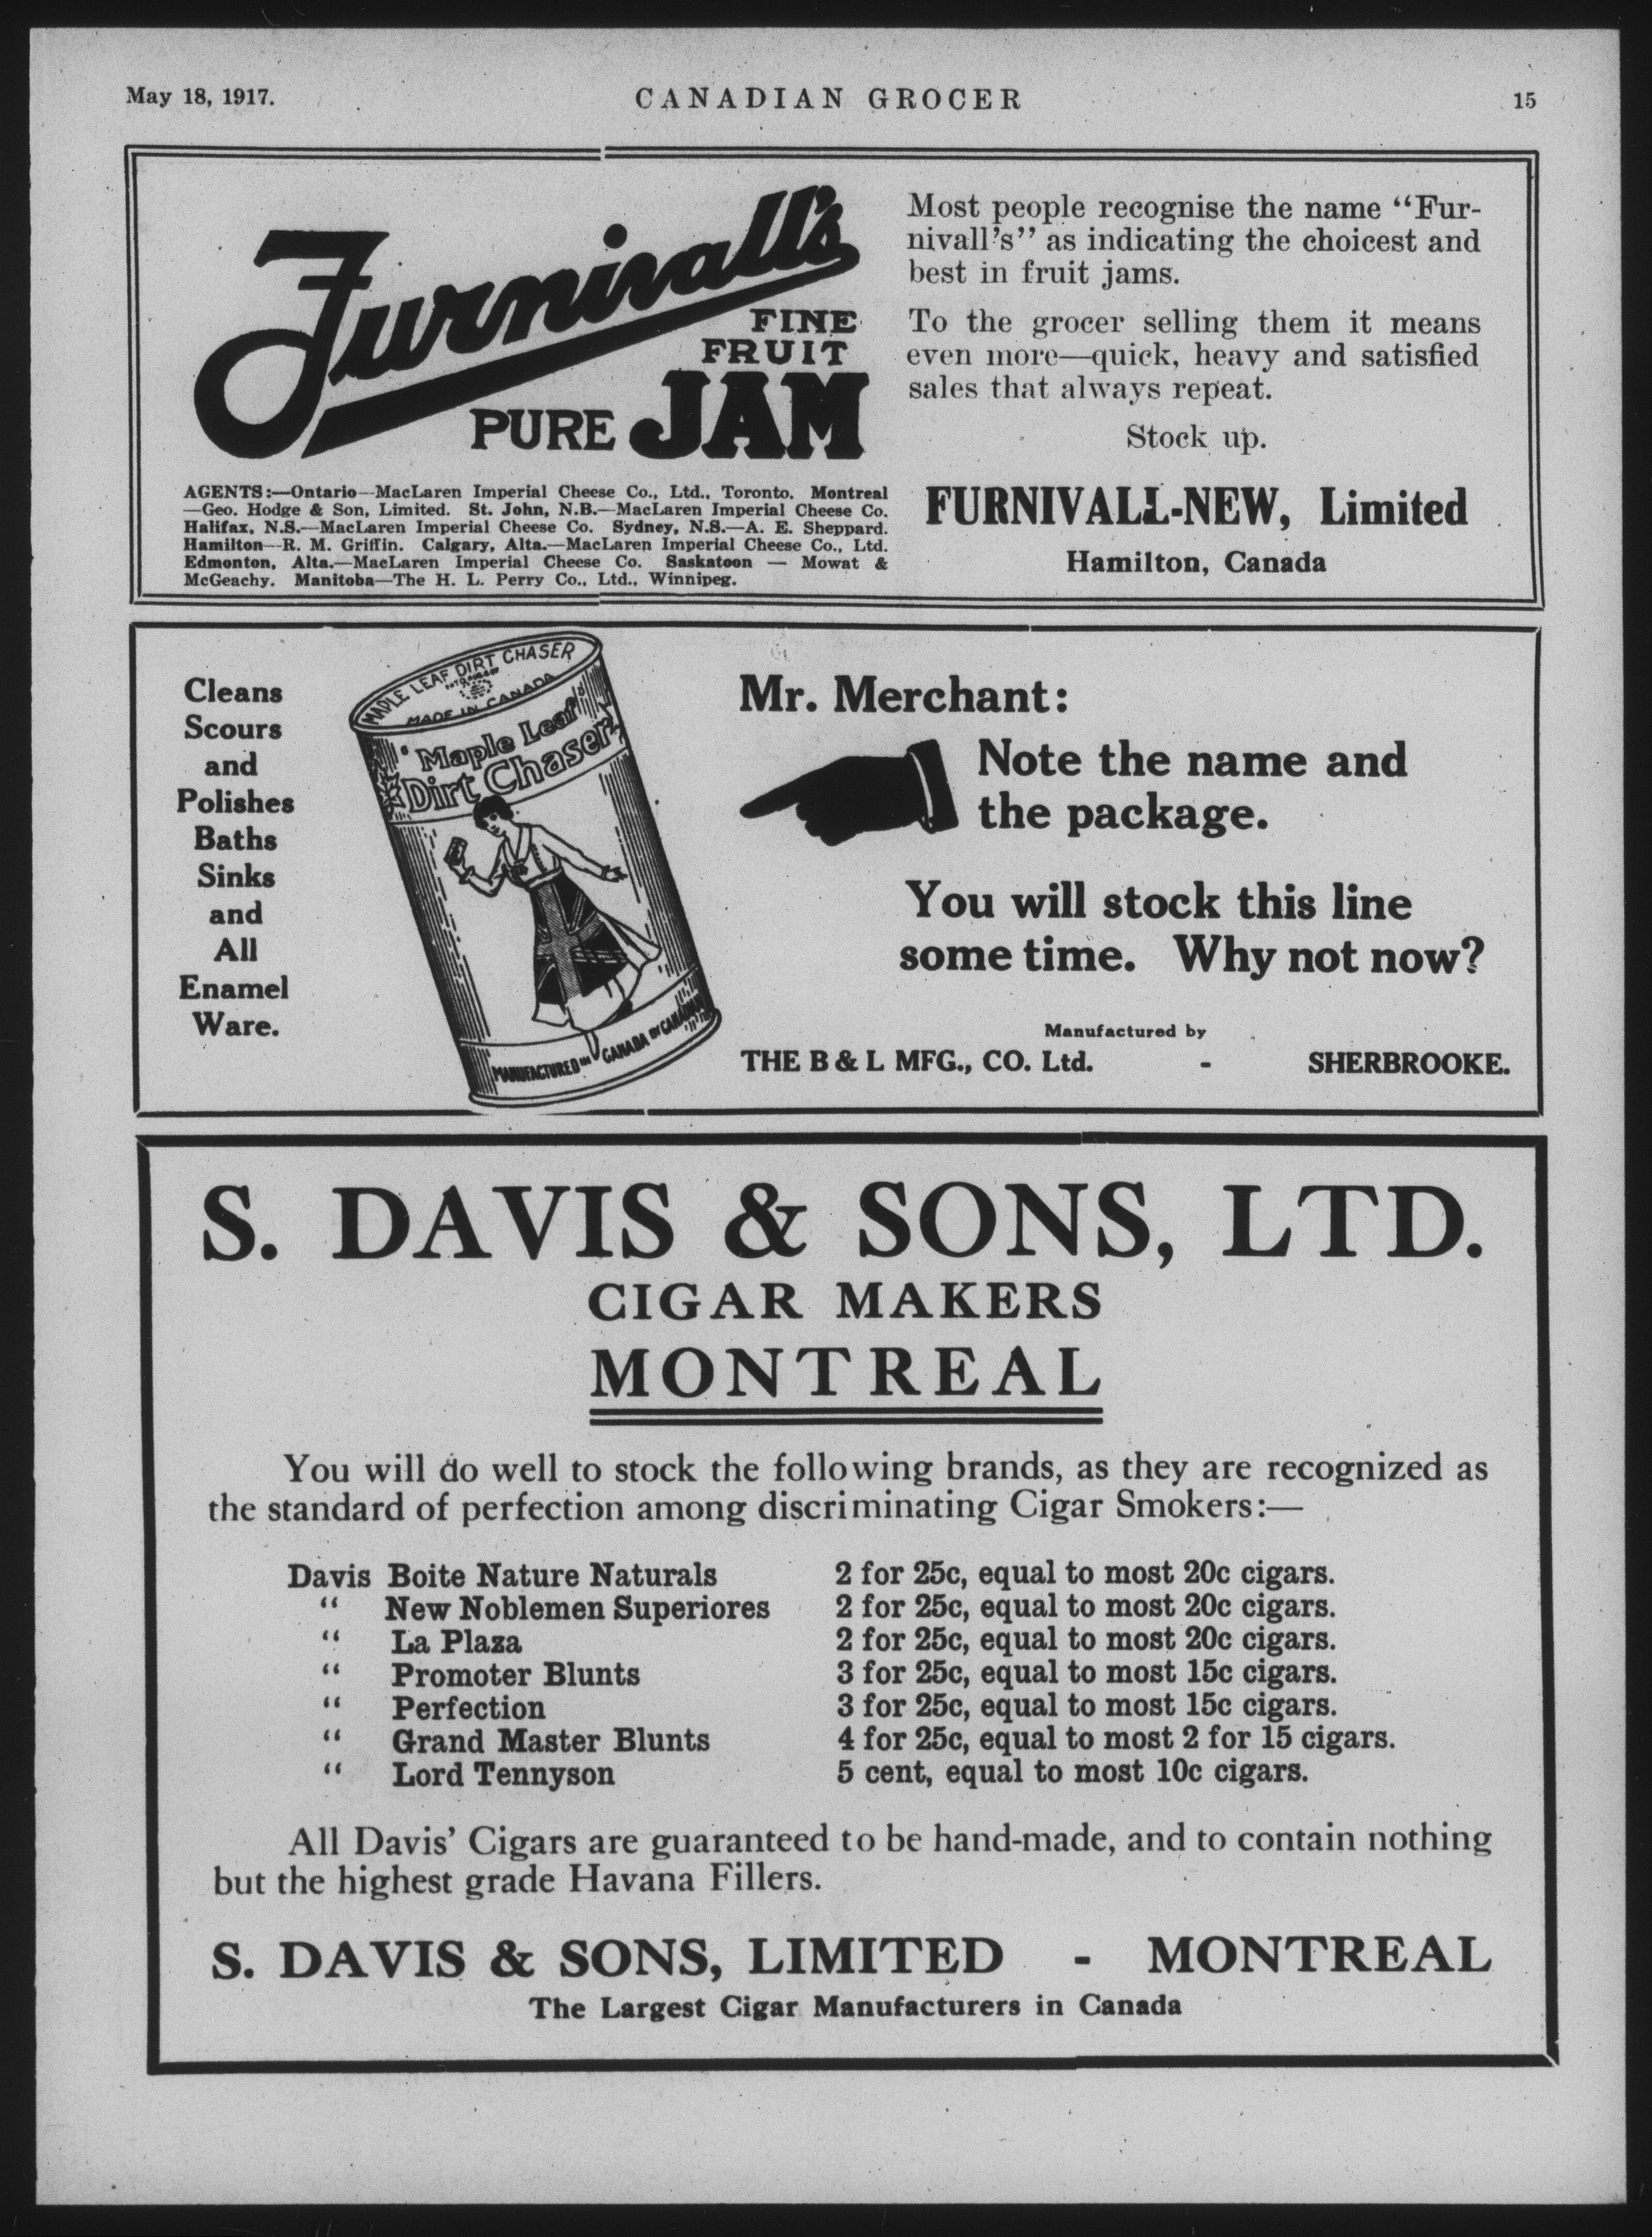 May 18, 1917.
CANADIAN GROCER
15
Furnivall's
FINE
FRUIT
PURE JAM
AGENTS:—Ontario—MacLaren Imperial Cheese Co., Ltd., Toronto. Montreal
—Geo. Hodge & Son, Limited. St. John, N.B.—MacLaren Imperial Cheese Co.
Halifax, N.S.—MacLaren Imperial Cheese Co. Sydney, N.S.—A. E. Sheppard.
Hamilton—R. M. Griffin. Calgary, Alta.—MacLaren Imperial Cheese Co., Ltd.
Edmonton, Alta.—MacLaren Imperial Cheese Co. Saskatoon — Mowat &
McGeachy. Manitoba—The H. L. Perry Co., Ltd., Winnipeg.
Most people recognise the name "Fur-
nivall's" as indicating the choicest and
best in fruit jams.
To the grocer selling them it means
even more—quick, heavy and satisfied
sales that always repeat.
Stock up.
FURNIVALL-NEW, Limited
Hamilton, Canada
Cleans
Scours
and
Polishes
Baths
Sinks
and
All
Enamel
Ware.
MAPLE LEAF DIRT CHASER
MADE IN CANADA
Maple Leaf
Dirt Chaser
MANUFACTURED IN CANADA BY CANADIANS
Mr. Merchant:
Note the name and
the package.
You will stock this line
some time. Why not now?
Manufactured by
THE B & L MFG., CO. Ltd. - SHERBROOKE.
S. DAVIS & SONS, LTD.
CIGAR MAKERS
MONTREAL
You will do well to stock the following brands, as they are recognized as
the standard of perfection among discriminating Cigar Smokers:—
Davis Boite Nature Naturals 2 for 25c, equal to most 20c cigars.
" New Noblemen Superiores 2 for 25c, equal to most 20c cigars.
" La Plaza 2 for 25c, equal to most 20c cigars.
" Promoter Blunts 3 for 25c, equal to most 15c cigars.
" Perfection 3 for 25c, equal to most 15c cigars.
" Grand Master Blunts 4 for 25c, equal to most 2 for 15 cigars.
" Lord Tennyson 5 cent, equal to most 10c cigars.
All Davis' Cigars are guaranteed to be hand-made, and to contain nothing
but the highest grade Havana Fillers.
S. DAVIS & SONS, LIMITED - MONTREAL
The Largest Cigar Manufacturers in Canada